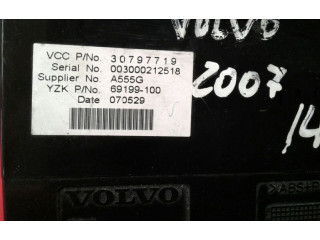 VOLVO
VCC P/No. 30797719
Serial No. 003000212518
Supplier No. A555G
YZK P/No. 69199-100
Date 070529
2007
14
VOLVO
>ABS+P